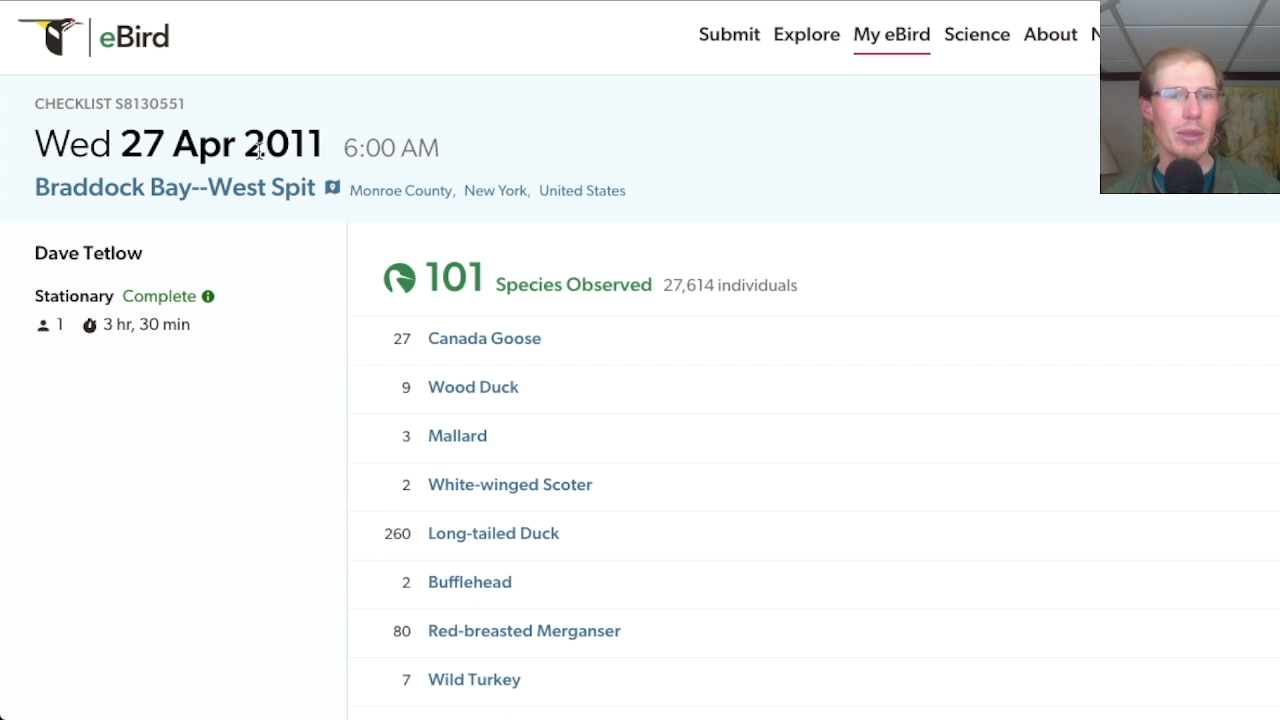 eBird
Submit Explore My eBird Science About N
CHECKLIST S8130551
Wed 27 Apr 2011 6:00 AM
Braddock Bay--West Spit Monroe County, New York, United States
Dave Tetlow
Stationary Complete
1 3 hr, 30 min
101 Species Observed 27,614 individuals
27 Canada Goose
9 Wood Duck
3 Mallard
2 White-winged Scoter
260 Long-tailed Duck
2 Bufflehead
80 Red-breasted Merganser
7 Wild Turkey